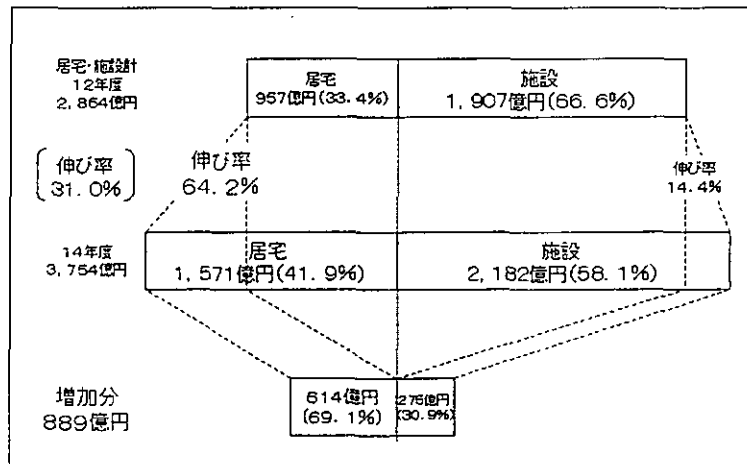 居宅・施設計
12年度
2,864億円
居宅
957億円(33.4%)
施設
1,907億円(66.6%)
伸び率
31.0%
伸び率
64.2%
伸び率
14.4%
14年度
3,754億円
居宅
1,571億円(41.9%)
施設
2,182億円(58.1%)
増加分
889億円
614億円
(69.1%)
275億円
(30.9%)